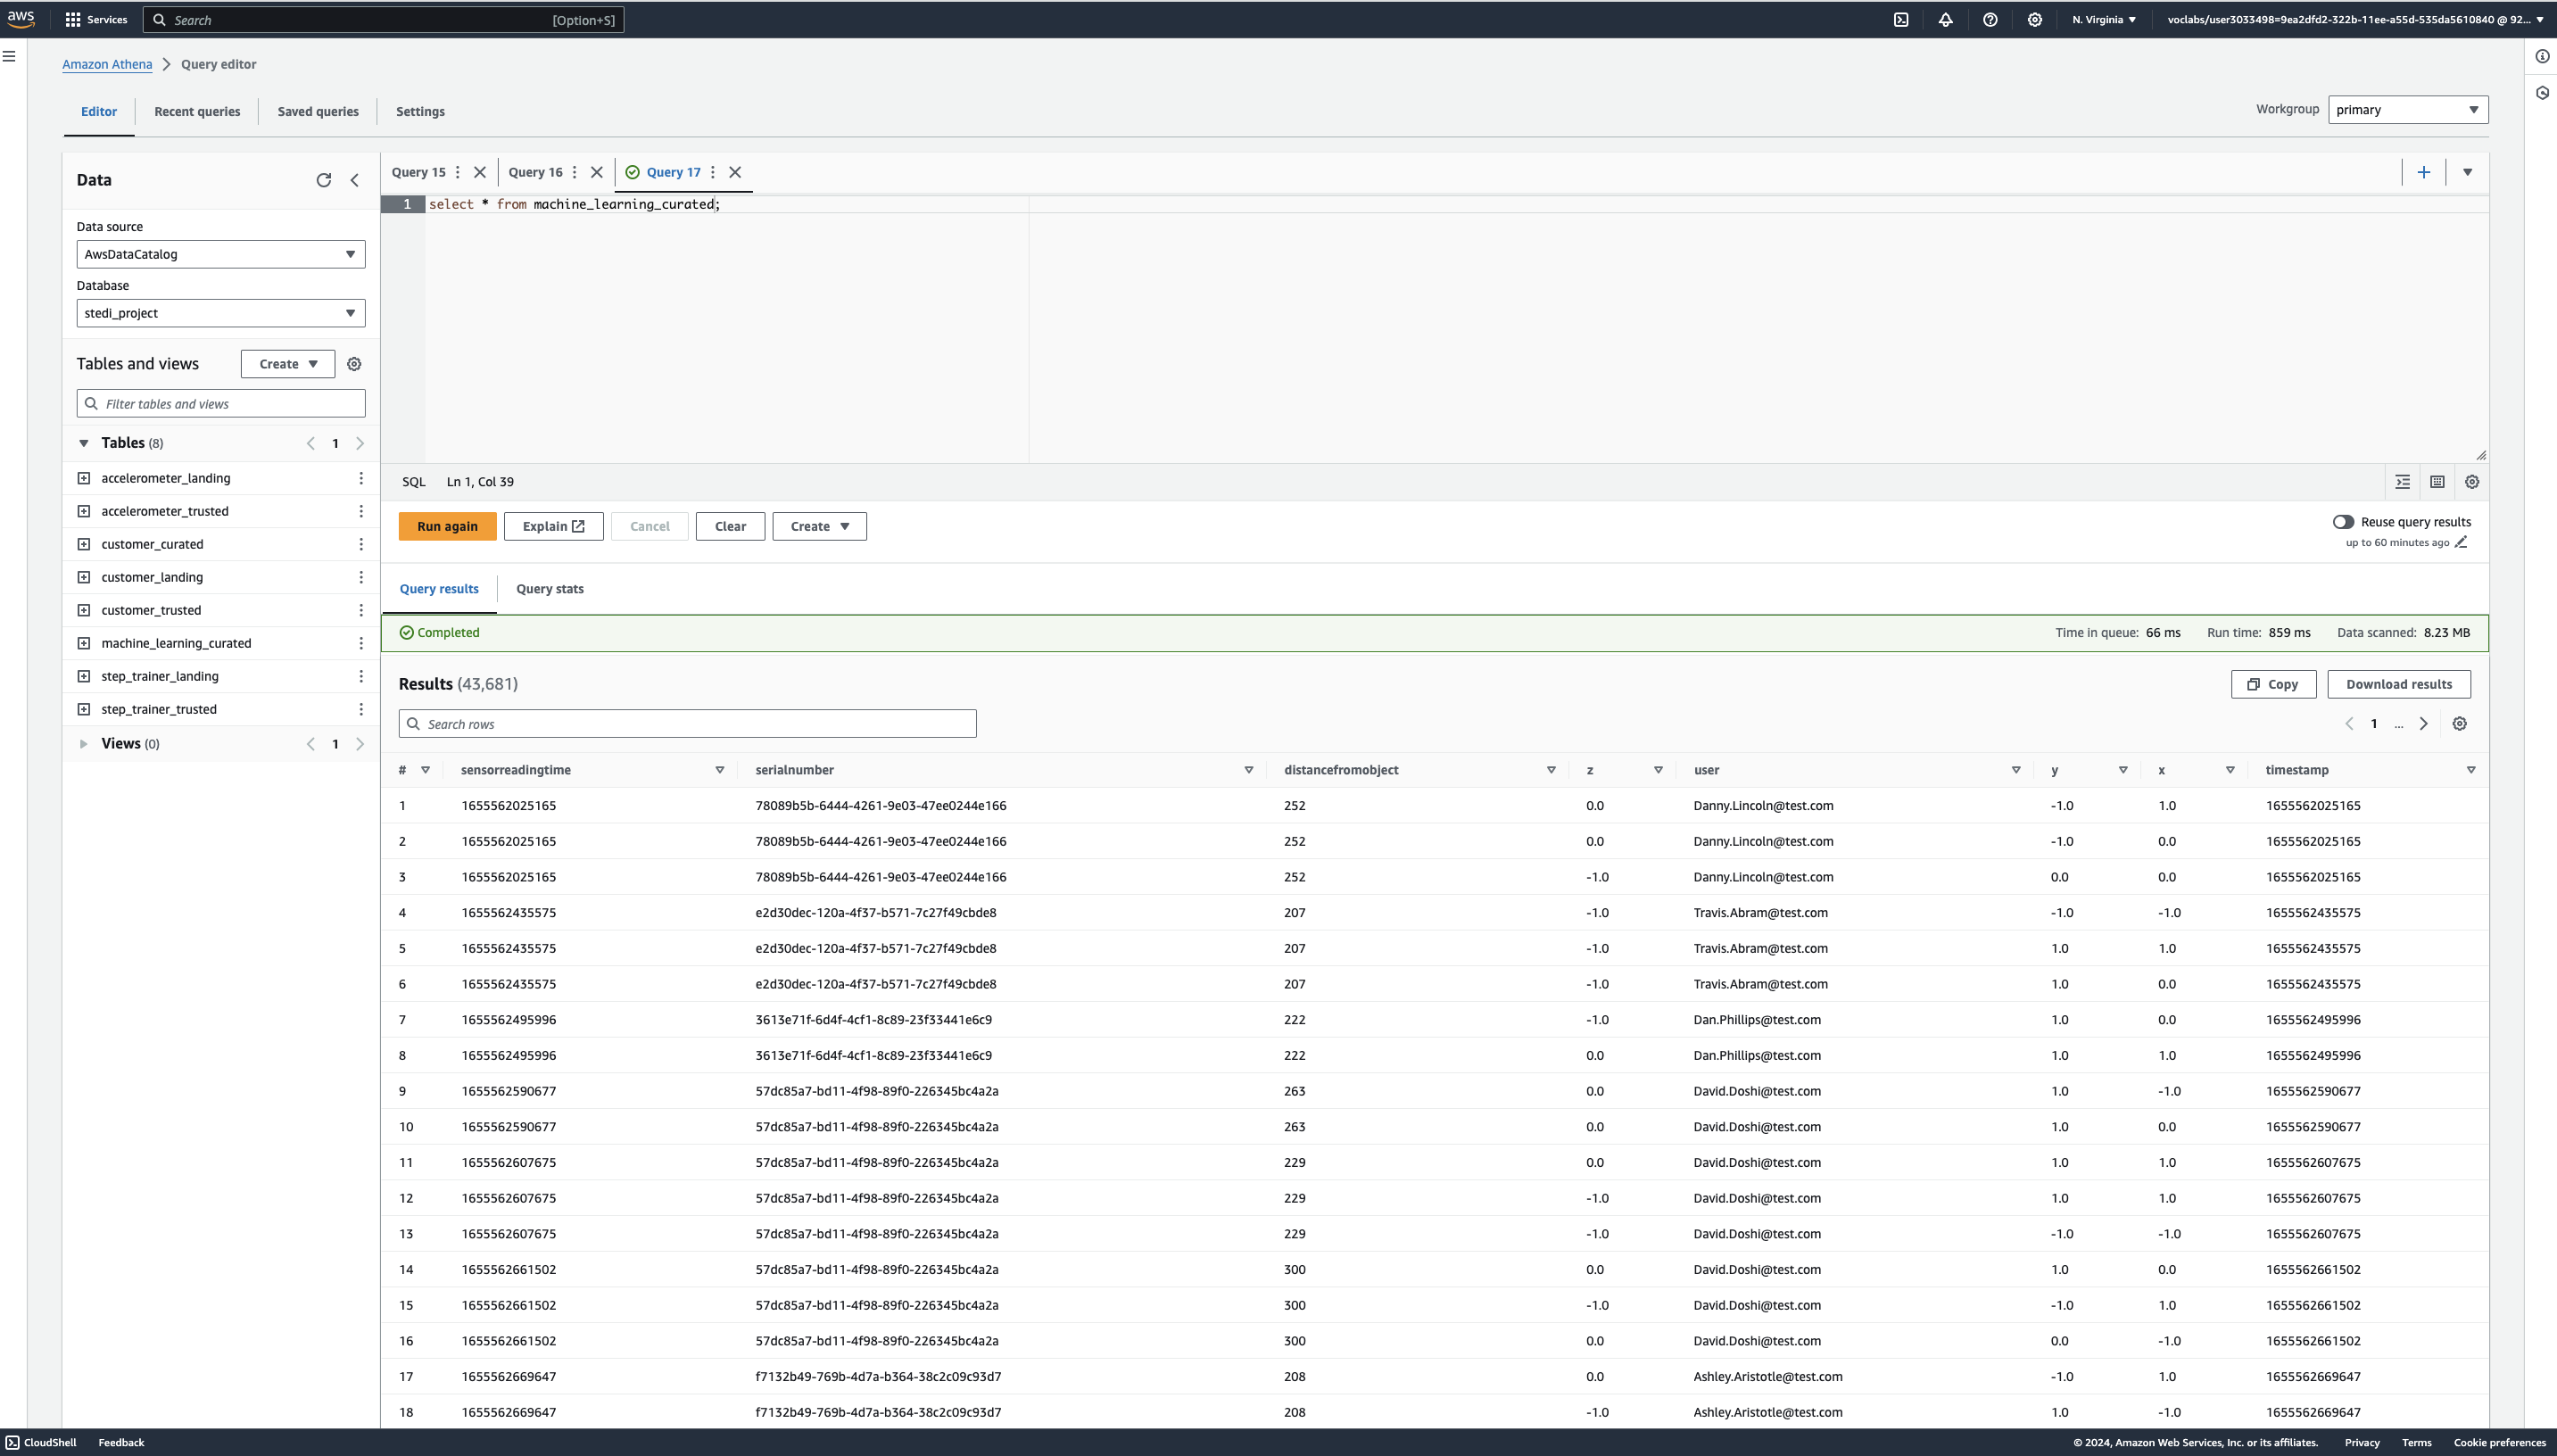 aws Services Search [Option+S] N. Virginia voclabs/user3033498=9ea2dfd2-322b-11ee-a55d-535da5610840 @ 92...
Amazon Athena Query editor
Editor Recent queries Saved queries Settings Workgroup primary
Data
Data source
AwsDataCatalog
Database
stedi_project
Tables and views Create
Filter tables and views
Tables (8) 1
accelerometer_landing
accelerometer_trusted
customer_curated
customer_landing
customer_trusted
machine_learning_curated
step_trainer_landing
step_trainer_trusted
Views (0) 1
Query 15 Query 16 Query 17
1 select * from machine_learning_curated;
SQL Ln 1, Col 39
Run again Explain Cancel Clear Create Reuse query results
up to 60 minutes ago
Query results Query stats
Completed Time in queue: 66 ms Run time: 859 ms Data scanned: 8.23 MB
Results (43,681) Copy Download results
Search rows 1 ...
# sensorreadingtime serialnumber distancefromobject z user y x timestamp
1 1655562025165 78089b5b-6444-4261-9e03-47ee0244e166 252 0.0 Danny.Lincoln@test.com -1.0 1.0 1655562025165
2 1655562025165 78089b5b-6444-4261-9e03-47ee0244e166 252 0.0 Danny.Lincoln@test.com -1.0 0.0 1655562025165
3 1655562025165 78089b5b-6444-4261-9e03-47ee0244e166 252 -1.0 Danny.Lincoln@test.com 0.0 0.0 1655562025165
4 1655562435575 e2d30dec-120a-4f37-b571-7c27f49cbde8 207 -1.0 Travis.Abram@test.com -1.0 -1.0 1655562435575
5 1655562435575 e2d30dec-120a-4f37-b571-7c27f49cbde8 207 -1.0 Travis.Abram@test.com 1.0 1.0 1655562435575
6 1655562435575 e2d30dec-120a-4f37-b571-7c27f49cbde8 207 -1.0 Travis.Abram@test.com 1.0 0.0 1655562435575
7 1655562495996 3613e71f-6d4f-4cf1-8c89-23f33441e6c9 222 -1.0 Dan.Phillips@test.com 1.0 0.0 1655562495996
8 1655562495996 3613e71f-6d4f-4cf1-8c89-23f33441e6c9 222 0.0 Dan.Phillips@test.com 1.0 1.0 1655562495996
9 1655562590677 57dc85a7-bd11-4f98-89f0-226345bc4a2a 263 0.0 David.Doshi@test.com 1.0 -1.0 1655562590677
10 1655562590677 57dc85a7-bd11-4f98-89f0-226345bc4a2a 263 0.0 David.Doshi@test.com 1.0 0.0 1655562590677
11 1655562607675 57dc85a7-bd11-4f98-89f0-226345bc4a2a 229 0.0 David.Doshi@test.com 1.0 1.0 1655562607675
12 1655562607675 57dc85a7-bd11-4f98-89f0-226345bc4a2a 229 -1.0 David.Doshi@test.com 1.0 1.0 1655562607675
13 1655562607675 57dc85a7-bd11-4f98-89f0-226345bc4a2a 229 -1.0 David.Doshi@test.com -1.0 -1.0 1655562607675
14 1655562661502 57dc85a7-bd11-4f98-89f0-226345bc4a2a 300 0.0 David.Doshi@test.com 1.0 0.0 1655562661502
15 1655562661502 57dc85a7-bd11-4f98-89f0-226345bc4a2a 300 -1.0 David.Doshi@test.com -1.0 1.0 1655562661502
16 1655562661502 57dc85a7-bd11-4f98-89f0-226345bc4a2a 300 0.0 David.Doshi@test.com 0.0 -1.0 1655562661502
17 1655562669647 f7132b49-769b-4d7a-b364-38c2c09c93d7 208 0.0 Ashley.Aristotle@test.com -1.0 1.0 1655562669647
18 1655562669647 f7132b49-769b-4d7a-b364-38c2c09c93d7 208 -1.0 Ashley.Aristotle@test.com 1.0 -1.0 1655562669647
CloudShell Feedback © 2024, Amazon Web Services, Inc. or its affiliates. Privacy Terms Cookie preferences